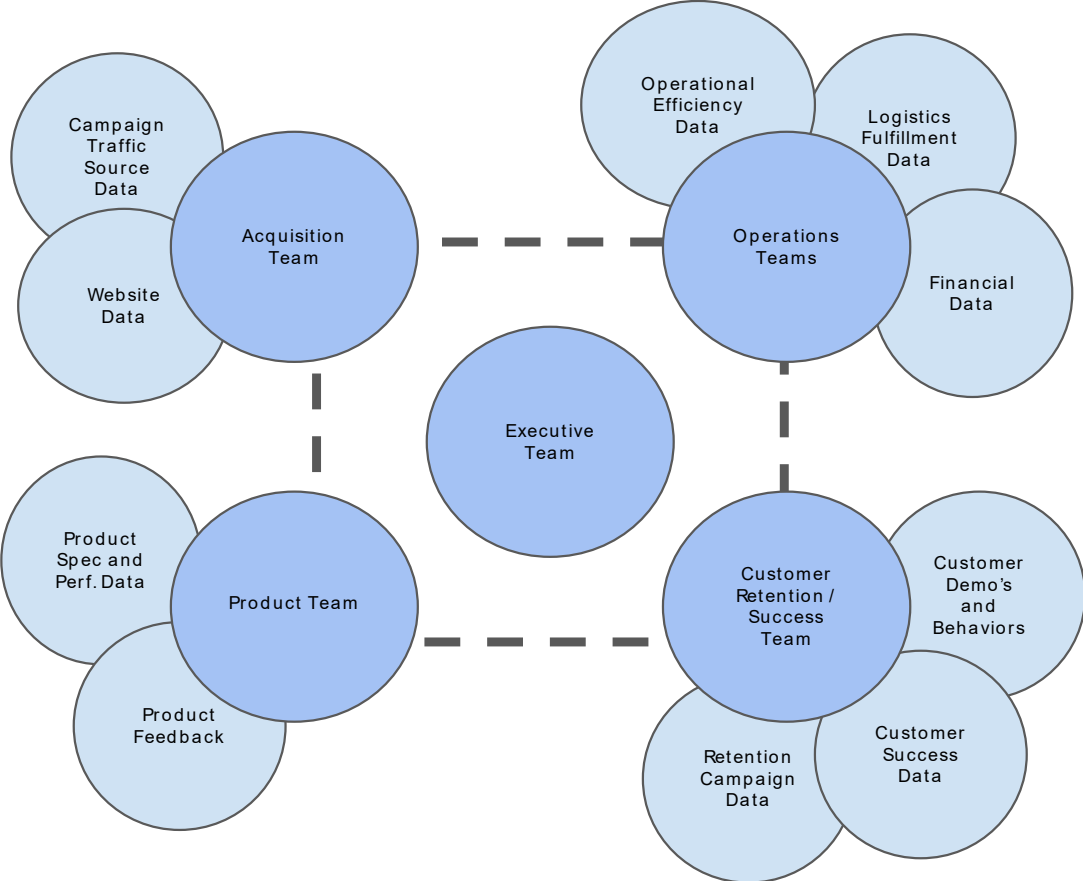 Campaign
Traffic
Source
Data
Website
Data
Acquisition
Team
Operational
Efficiency
Data
Logistics
Fulfillment
Data
Operations
Teams
Financial
Data
Executive
Team
Product
Spec and
Perf. Data
Product Team
Product
Feedback
Customer
Retention /
Success
Team
Customer
Demo's
and
Behaviors
Retention
Campaign
Data
Customer
Success
Data